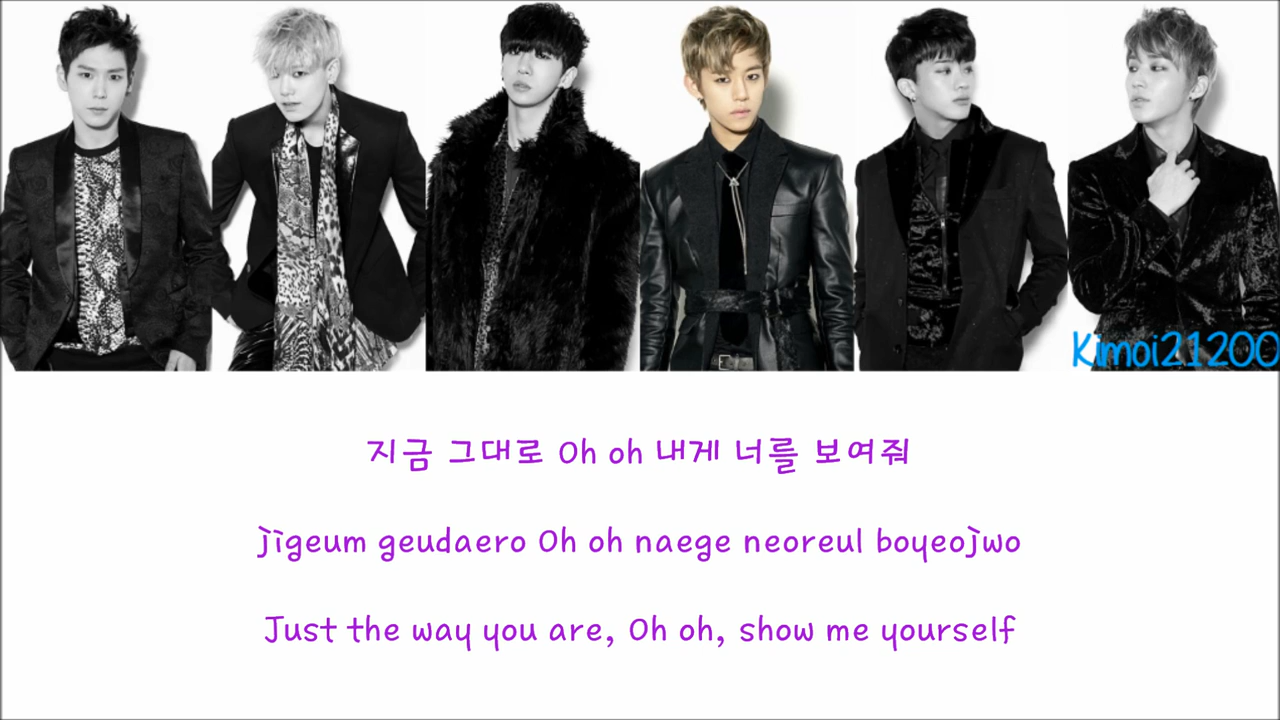 Kimoi21200
지금 그대로 Oh oh 내게 너를 보여줘
jigeum geudaero Oh oh naege neoreul boyeojwo
Just the way you are, Oh oh, show me yourself